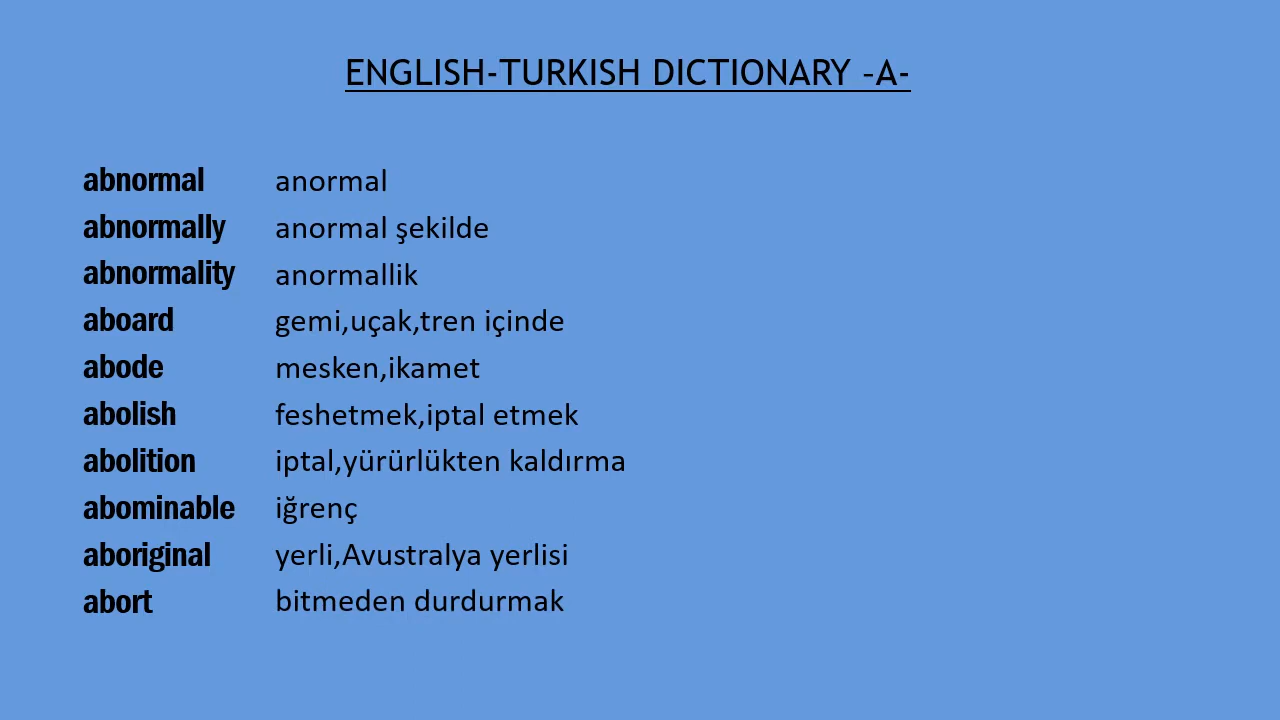 ENGLISH-TURKISH DICTIONARY –A-
abnormal anormal
abnormally anormal şekilde
abnormality anormallik
aboard gemi,uçak,tren içinde
abode mesken,ikamet
abolish feshetmek,iptal etmek
abolition iptal,yürürlükten kaldırma
abominable iğrenç
aboriginal yerli,Avustralya yerlisi
abort bitmeden durdurmak